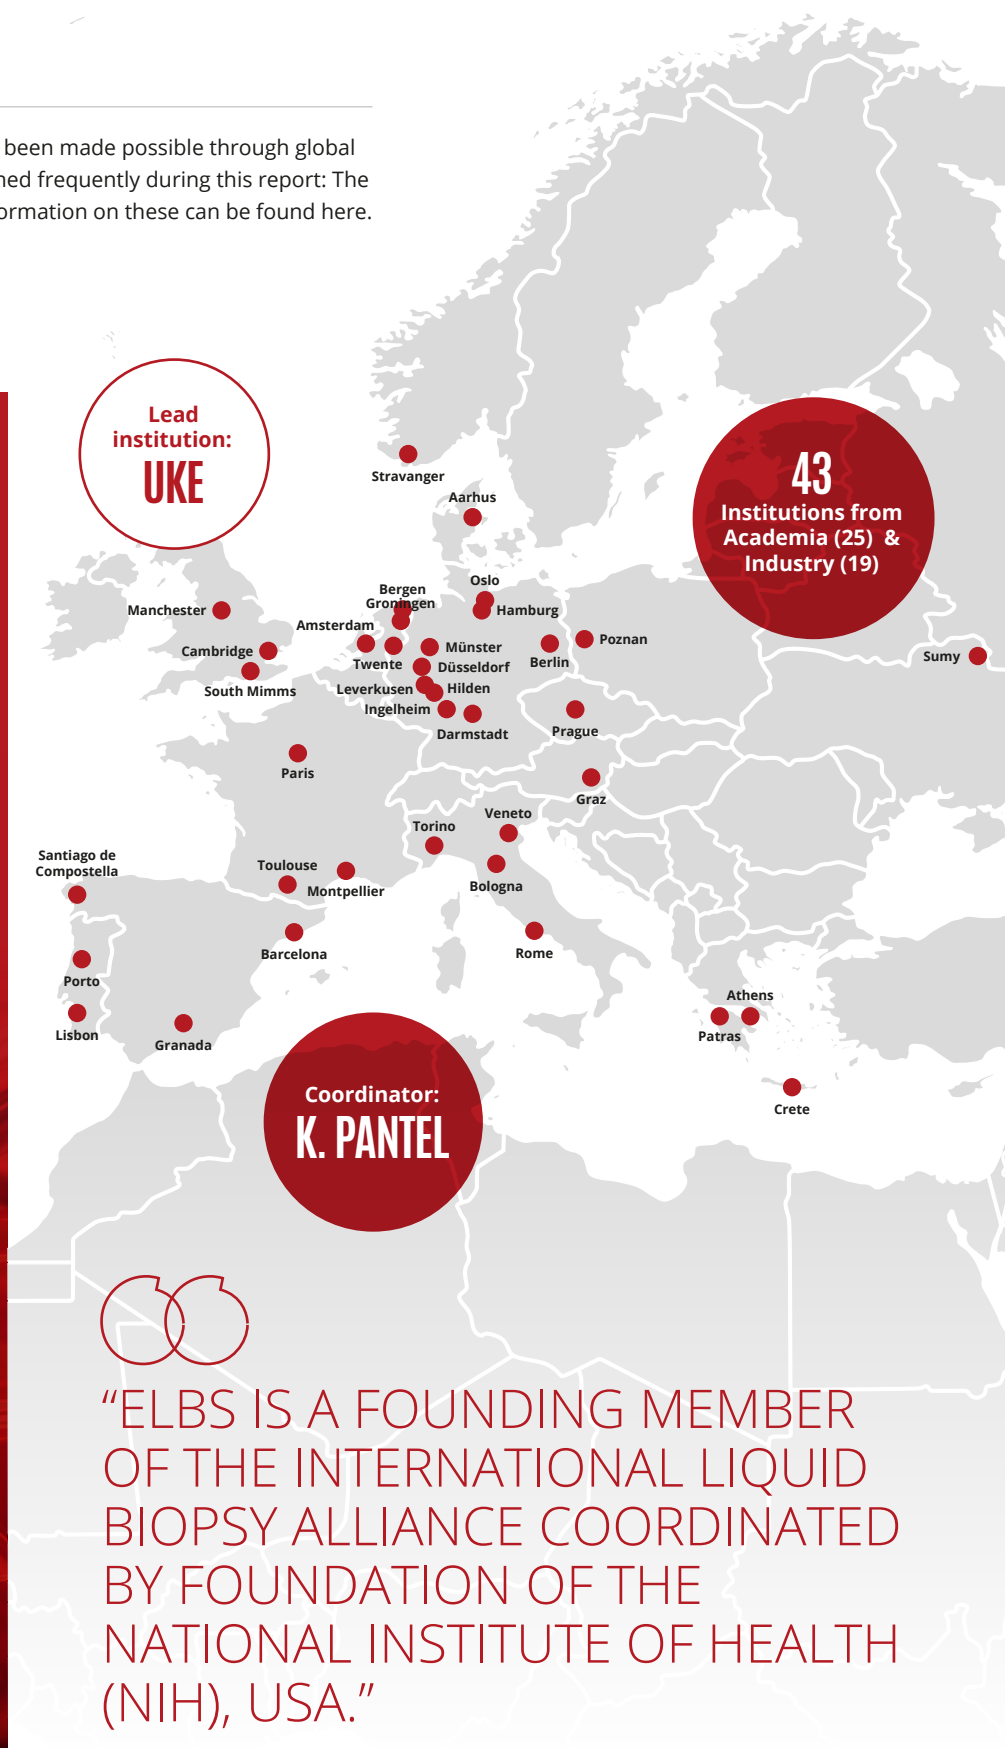 been made possible through global
ned frequently during this report: The
ormation on these can be found here.
Lead
institution:
UKE
43
Institutions from
Academia (25) &
Industry (19)
Stravanger
Aarhus
Oslo
Hamburg
Bergen
Groningen
Amsterdam
Twente
Münster
Düsseldorf
Leverkusen
Hilden
Ingelheim
Darmstadt
Berlin
Poznan
Sumy
Manchester
Cambridge
South Mimms
Prague
Paris
Graz
Veneto
Torino
Bologna
Toulouse
Montpellier
Santiago de
Compostella
Barcelona
Rome
Porto
Lisbon
Granada
Athens
Patras
Crete
Coordinator:
K. PANTEL
“ELBS IS A FOUNDING MEMBER
OF THE INTERNATIONAL LIQUID
BIOPSY ALLIANCE COORDINATED
BY FOUNDATION OF THE
NATIONAL INSTITUTE OF HEALTH
(NIH), USA.”